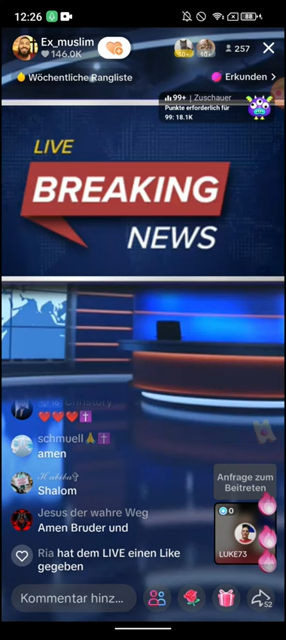 12:26
Ex_muslim
146.0K
257
Wöchentliche Rangliste
Erkunden >
99+ | Zuschauer
Punkte erforderlich für
99: 18.1K
LIVE
BREAKING
NEWS
schmuell🙏✝️
amen
Habibi✞
Shalom
Jesus der wahre Weg
Amen Bruder und
Ria hat dem LIVE einen Like
gegeben
Anfrage zum
Beitreten
0
LUKE73
Kommentar hinz...
52